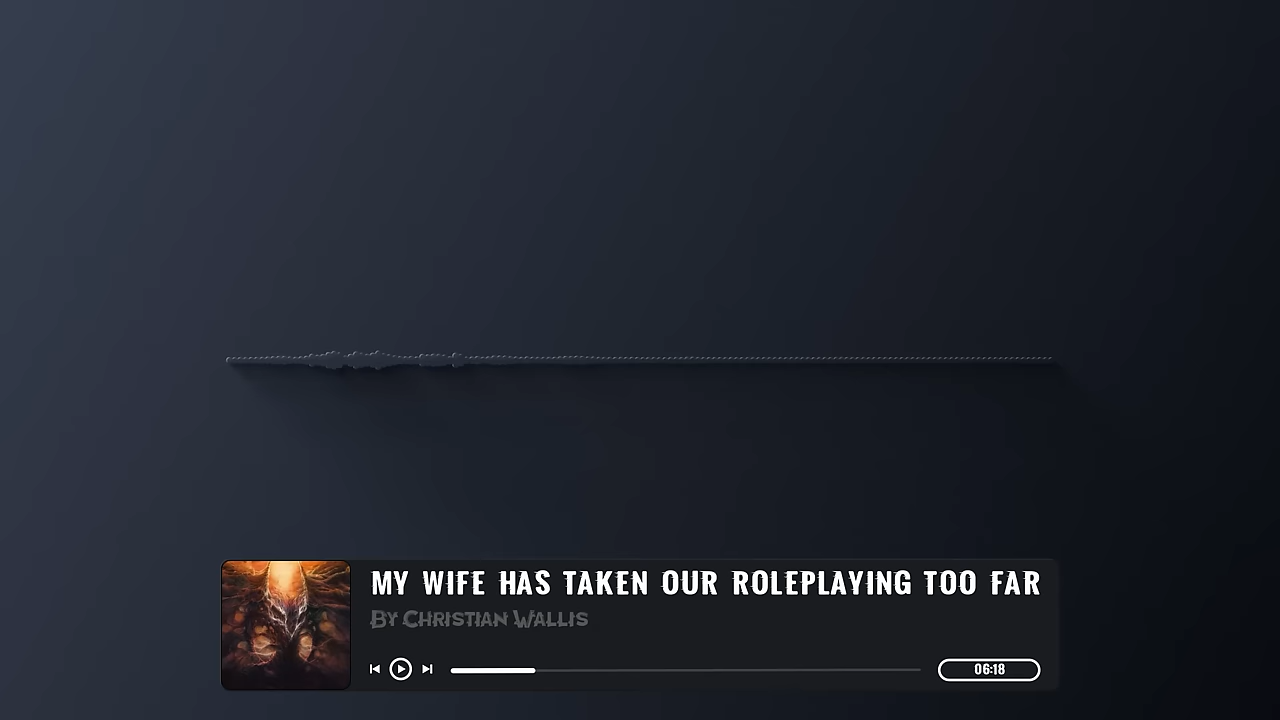 MY WIFE HAS TAKEN OUR ROLEPLAYING TOO FAR
BY CHRISTIAN WALLIS
06:18